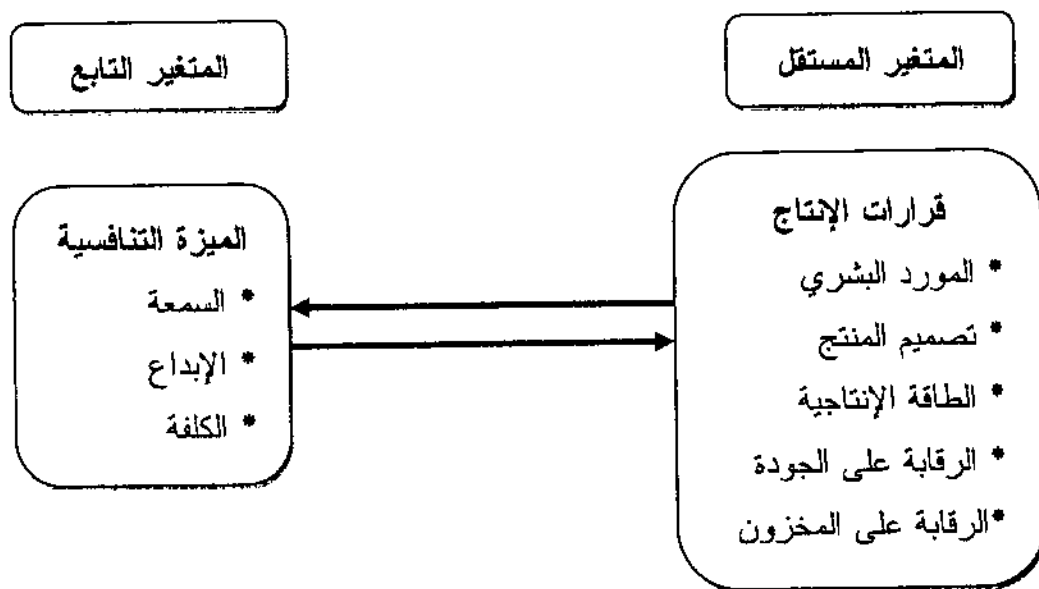 المتغير المستقل
المتغير التابع
قرارات الإنتاج
* المورد البشري
* تصميم المنتج
* الطاقة الإنتاجية
* الرقابة على الجودة
*الرقابة على المخزون
الميزة التنافسية
* السمعة
* الإبداع
* الكلفة